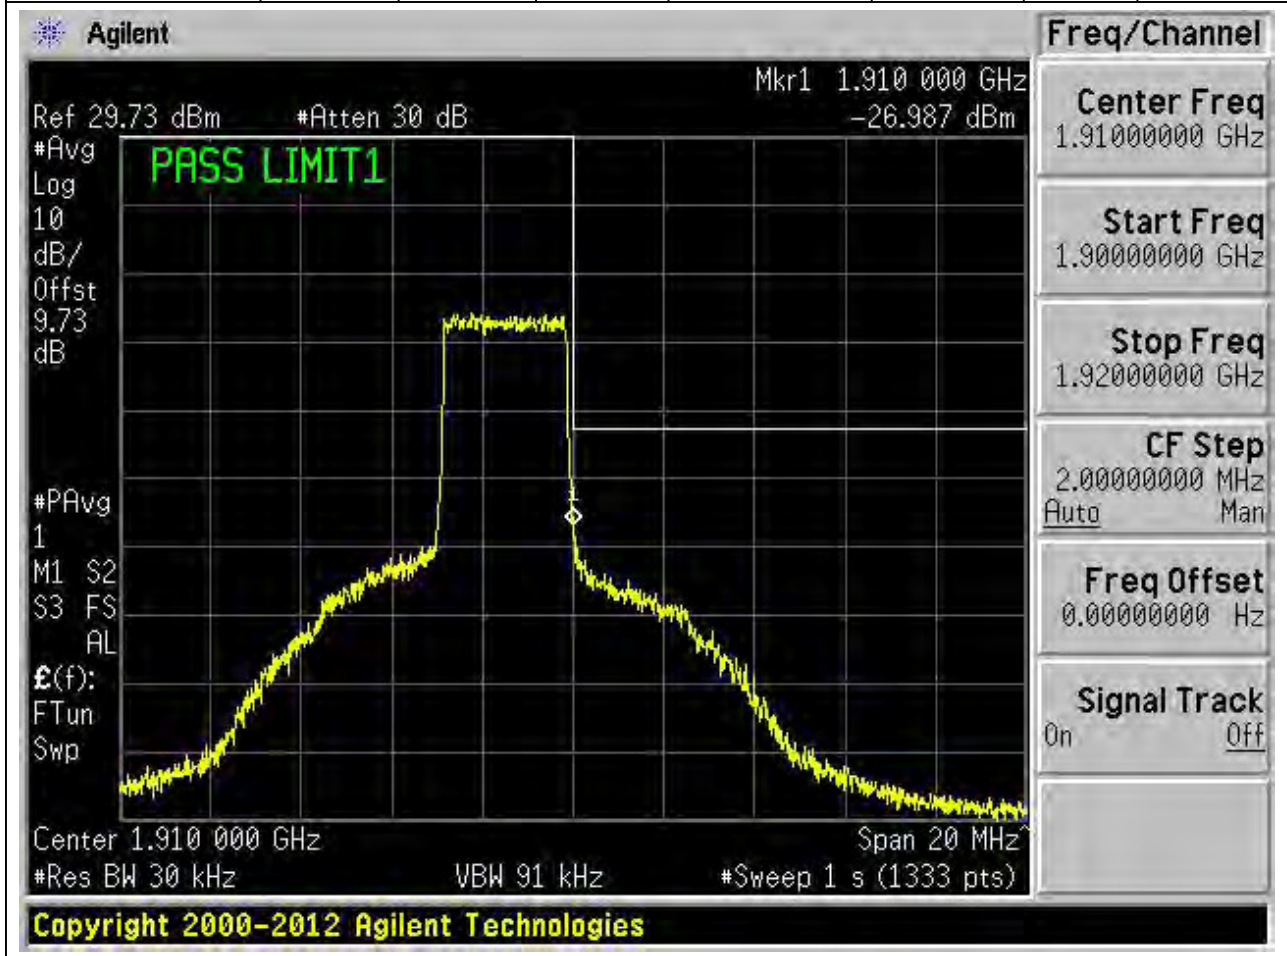 Agilent
Freq/Channel
Mkr1 1.910 000 GHz
Ref 29.73 dBm #Atten 30 dB -26.987 dBm
#Avg
Log
10
dB/
Offst
9.73
dB
PASS LIMIT1
#PAvg
1
M1 S2
S3 FS
AL
£(f):
FTun
Swp
1
Center 1.910 000 GHz Span 20 MHz^
#Res BW 30 kHz VBW 91 kHz #Sweep 1 s (1333 pts)
Center Freq
1.91000000 GHz
Start Freq
1.90000000 GHz
Stop Freq
1.92000000 GHz
CF Step
2.00000000 MHz
Auto Man
Freq Offset
0.00000000 Hz
Signal Track
On Off
Copyright 2000-2012 Agilent Technologies